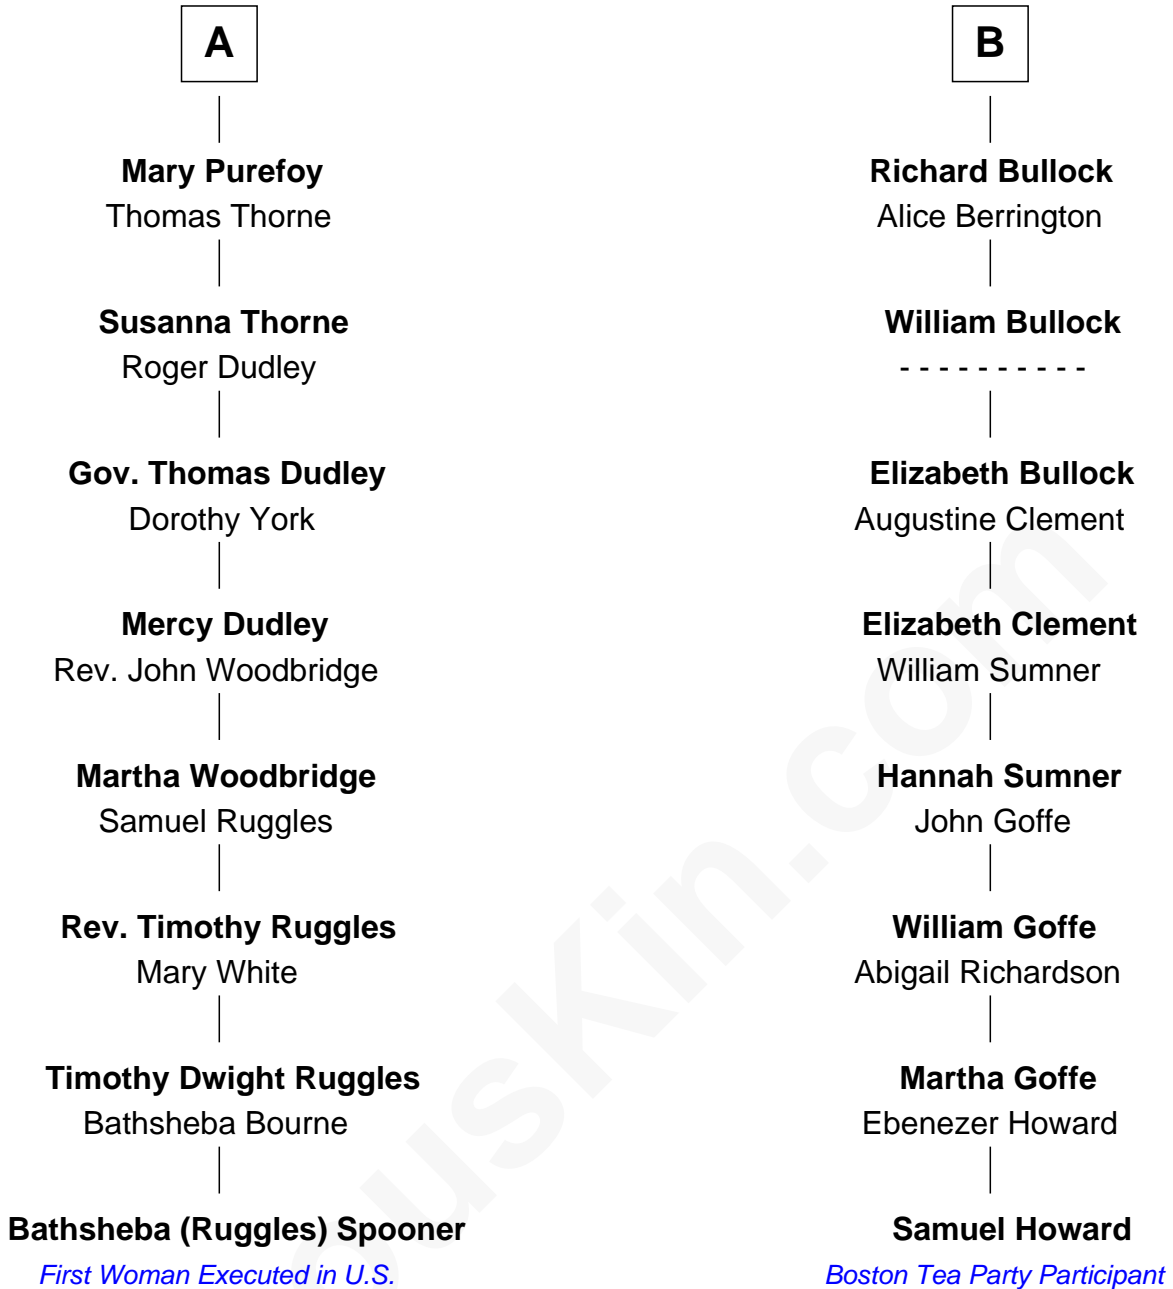 A
Mary Purefoy
Thomas Thorne
Susanna Thorne
Roger Dudley
Gov. Thomas Dudley
Dorothy York
Mercy Dudley
Rev. John Woodbridge
Martha Woodbridge
Samuel Ruggles
Rev. Timothy Ruggles
Mary White
Timothy Dwight Ruggles
Bathsheba Bourne
Bathsheba (Ruggles) Spooner
First Woman Executed in U.S.
B
Richard Bullock
Alice Berrington
William Bullock
- - - - - - - - - -
Elizabeth Bullock
Augustine Clement
Elizabeth Clement
William Sumner
Hannah Sumner
John Goffe
William Goffe
Abigail Richardson
Martha Goffe
Ebenezer Howard
Samuel Howard
Boston Tea Party Participant
ousKin.com